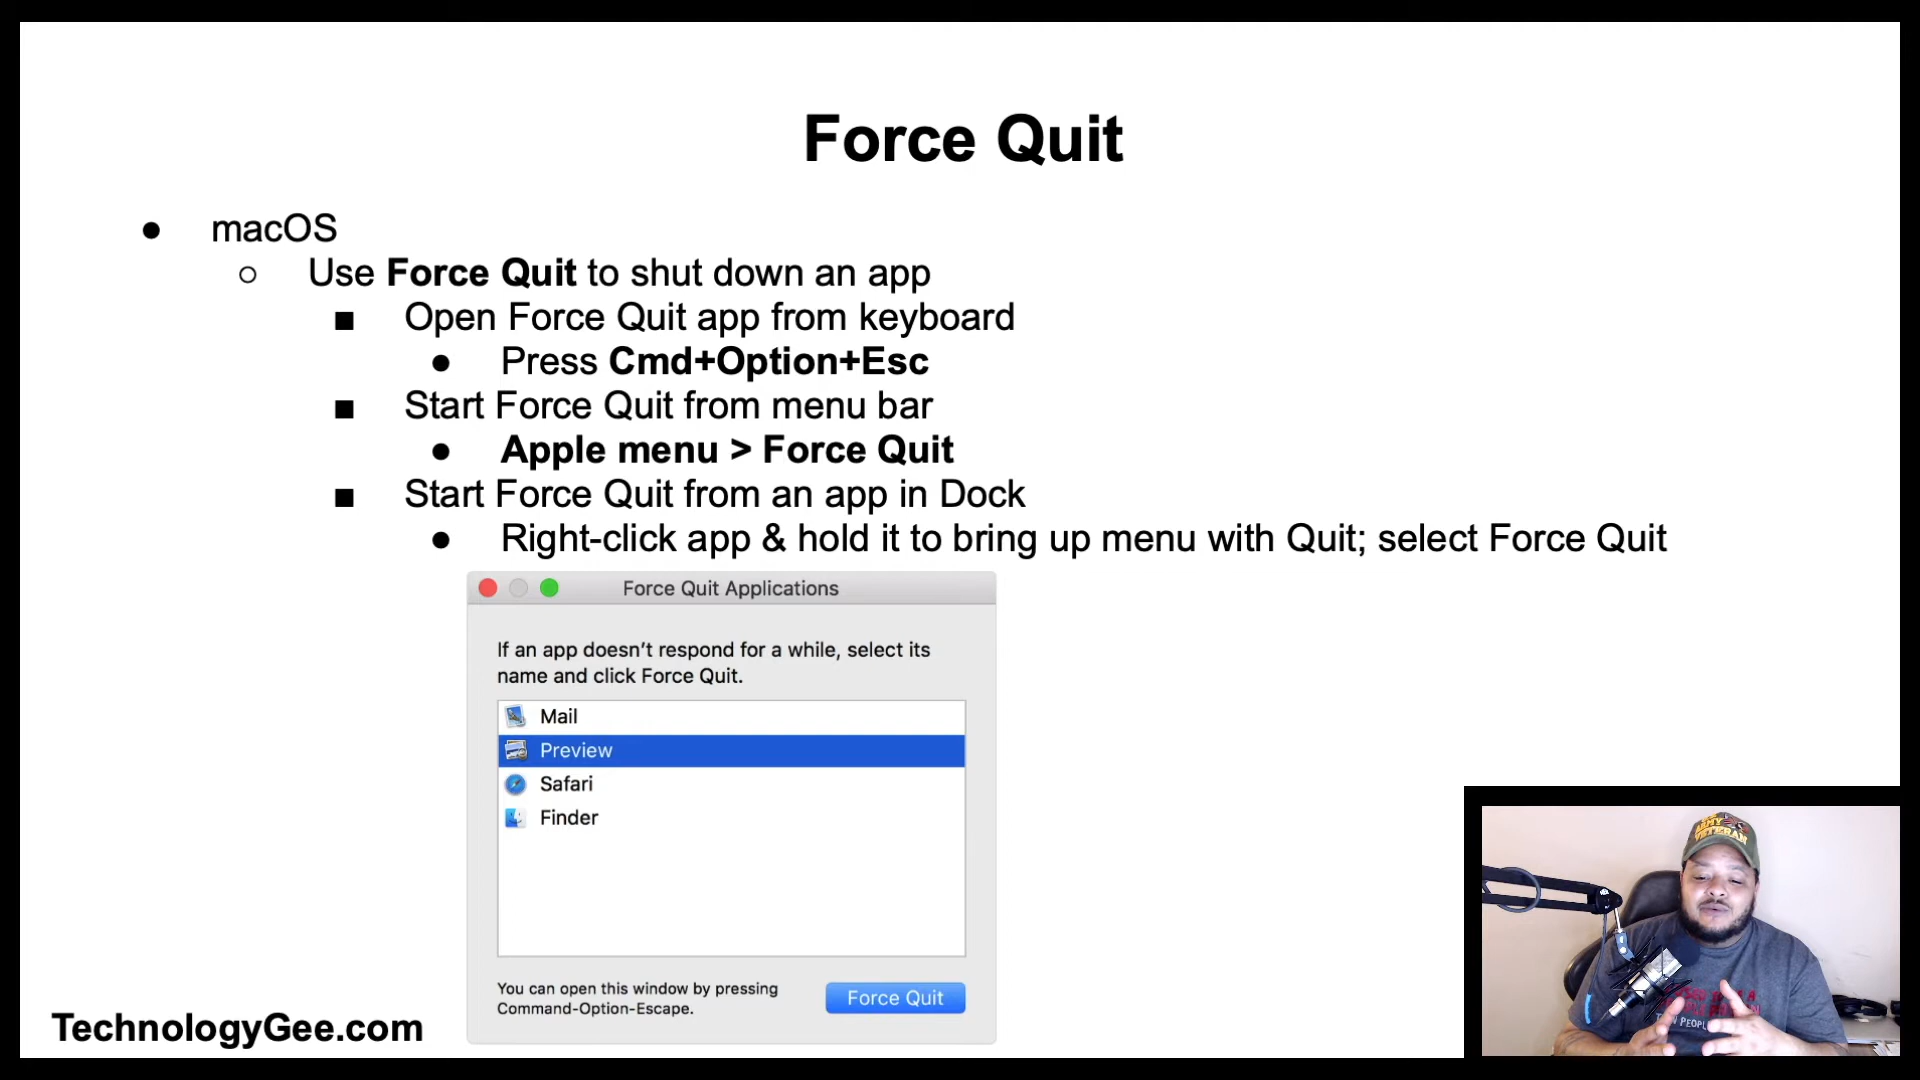 Force Quit
● macOS
○ Use Force Quit to shut down an app
■ Open Force Quit app from keyboard
● Press Cmd+Option+Esc
■ Start Force Quit from menu bar
● Apple menu > Force Quit
■ Start Force Quit from an app in Dock
● Right-click app & hold it to bring up menu with Quit; select Force Quit
Force Quit Applications
If an app doesn’t respond for a while, select its
name and click Force Quit.
Mail
Preview
Safari
Finder
You can open this window by pressing
Command-Option-Escape.
Force Quit
TechnologyGee.com
ARMY
VETERAN
PEOPLE